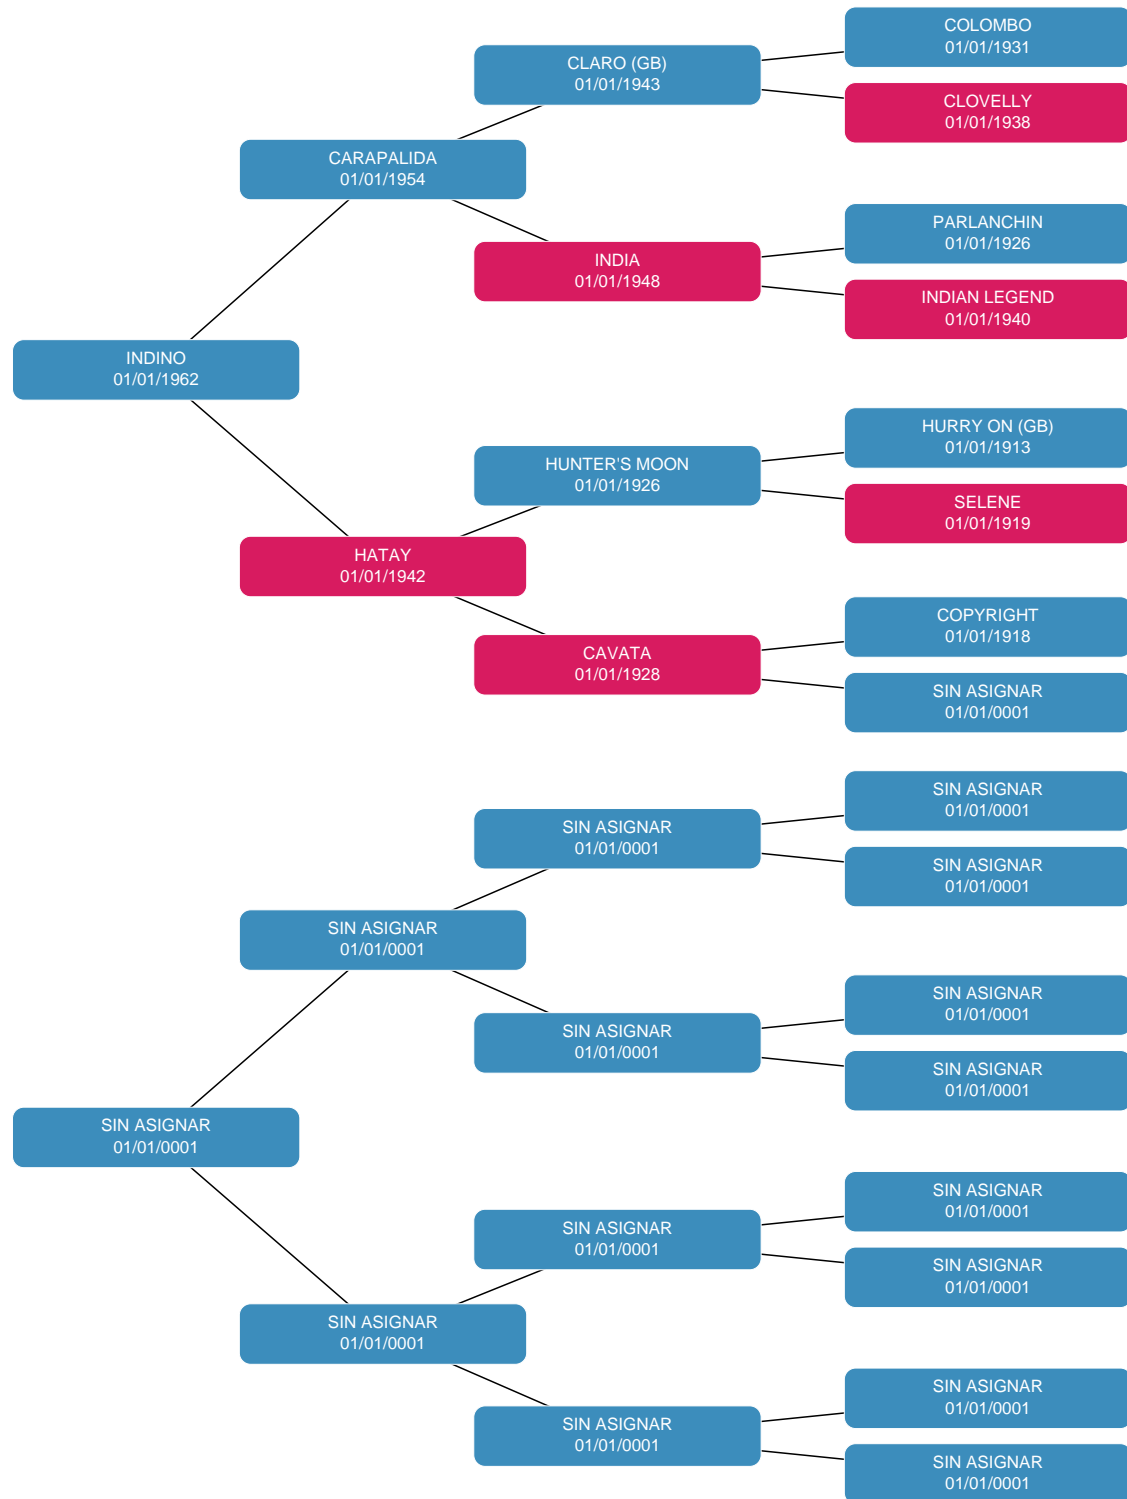 COLOMBO
01/01/1931
CLARO (GB)
01/01/1943
CLOVELLY
01/01/1938
CARAPALIDA
01/01/1954
PARLANCHIN
01/01/1926
INDIA
01/01/1948
INDIAN LEGEND
01/01/1940
INDINO
01/01/1962
HURRY ON (GB)
01/01/1913
HUNTER'S MOON
01/01/1926
SELENE
01/01/1919
HATAY
01/01/1942
COPYRIGHT
01/01/1918
CAVATA
01/01/1928
SIN ASIGNAR
01/01/0001
SIN ASIGNAR
01/01/0001
SIN ASIGNAR
01/01/0001
SIN ASIGNAR
01/01/0001
SIN ASIGNAR
01/01/0001
SIN ASIGNAR
01/01/0001
SIN ASIGNAR
01/01/0001
SIN ASIGNAR
01/01/0001
SIN ASIGNAR
01/01/0001
SIN ASIGNAR
01/01/0001
SIN ASIGNAR
01/01/0001
SIN ASIGNAR
01/01/0001
SIN ASIGNAR
01/01/0001
SIN ASIGNAR
01/01/0001
SIN ASIGNAR
01/01/0001
SIN ASIGNAR
01/01/0001